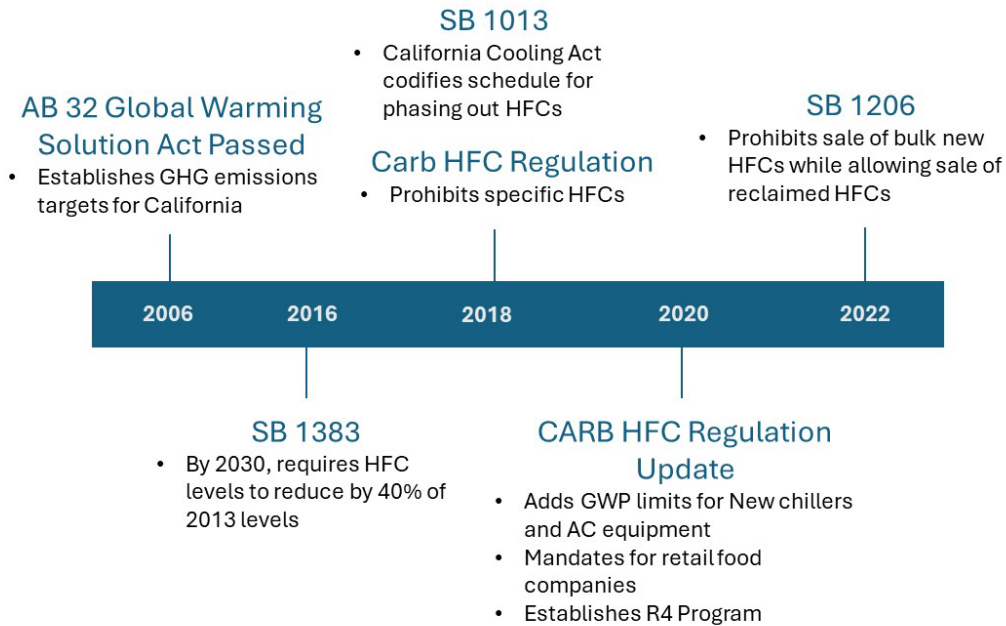 SB 1013
• California Cooling Act
codifies schedule for
phasing out HFCs
AB 32 Global Warming
Solution Act Passed
• Establishes GHG emissions
targets for California
Carb HFC Regulation
• Prohibits specific HFCs
SB 1206
• Prohibits sale of bulk new
HFCs while allowing sale of
reclaimed HFCs
2006 2016 2018 2020 2022
SB 1383
• By 2030, requires HFC
levels to reduce by 40% of
2013 levels
CARB HFC Regulation
Update
• Adds GWP limits for New chillers
and AC equipment
• Mandates for retail food
companies
• Establishes R4 Program